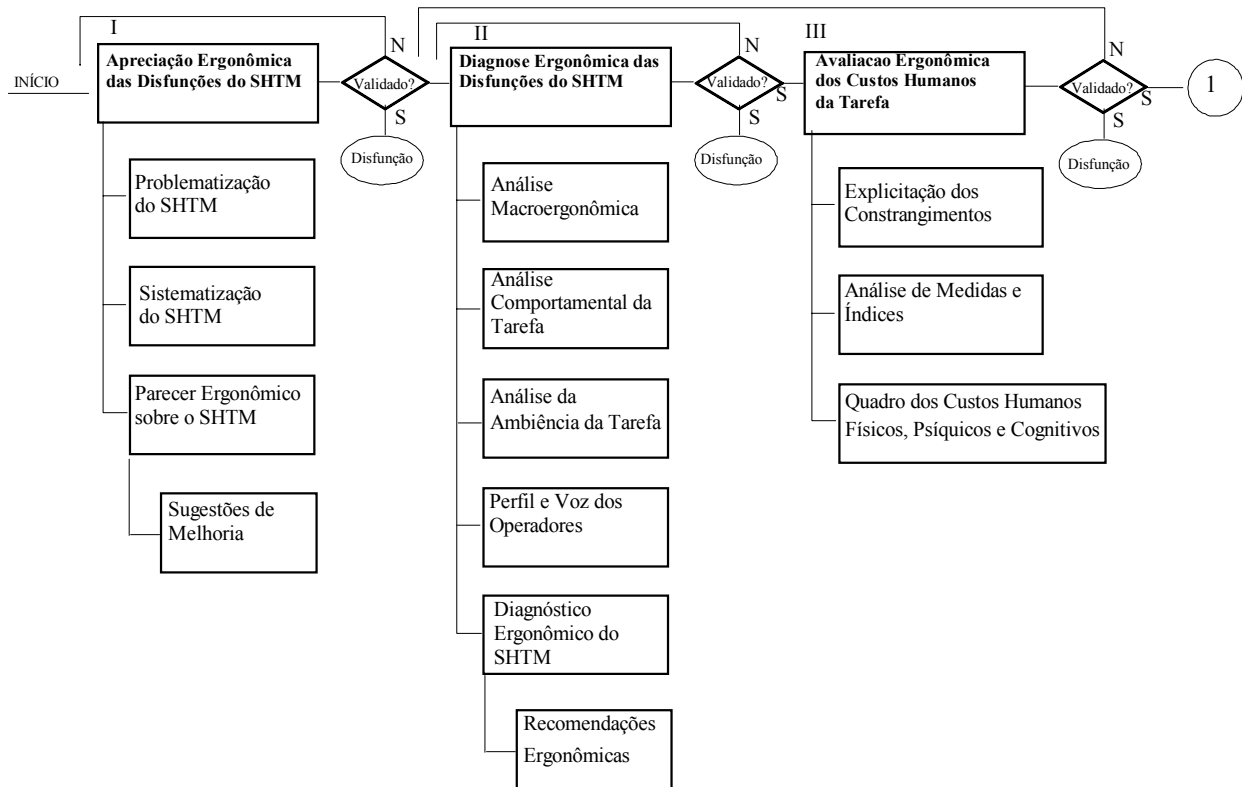 I
II
III
N
N
N
INÍCIO
Apreciação Ergonômica
das Disfunções do SHTM
Validado?
S
Disfunção
Diagnose Ergonômica das
Disfunções do SHTM
Validado?
S
S
Disfunção
Avaliacao Ergônomica
dos Custos Humanos
da Tarefa
Validado?
S
S
Disfunção
1
Problematização
do SHTM
Sistematização
do SHTM
Parecer Ergonômico
sobre o SHTM
Sugestões de
Melhoria
Análise
Macroergonômica
Análise
Comportamental da
Tarefa
Análise da
Ambiência da Tarefa
Perfil e Voz dos
Operadores
Diagnóstico
Ergonômico do
SHTM
Recomendações
Ergonômicas
Explicitação dos
Constrangimentos
Análise de Medidas e
Índices
Quadro dos Custos Humanos
Físicos, Psíquicos e Cognitivos